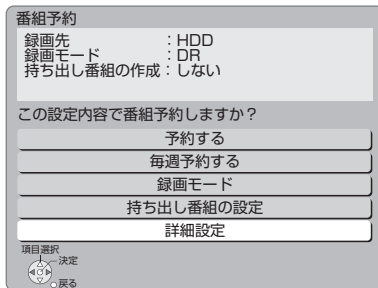 番組予約
録画先　　　　　：HDD
録画モード　　　：DR
持ち出し番組の作成：しない
この設定内容で番組予約しますか？
予約する
毎週予約する
録画モード
持ち出し番組の設定
詳細設定
項目選択
決定
戻る